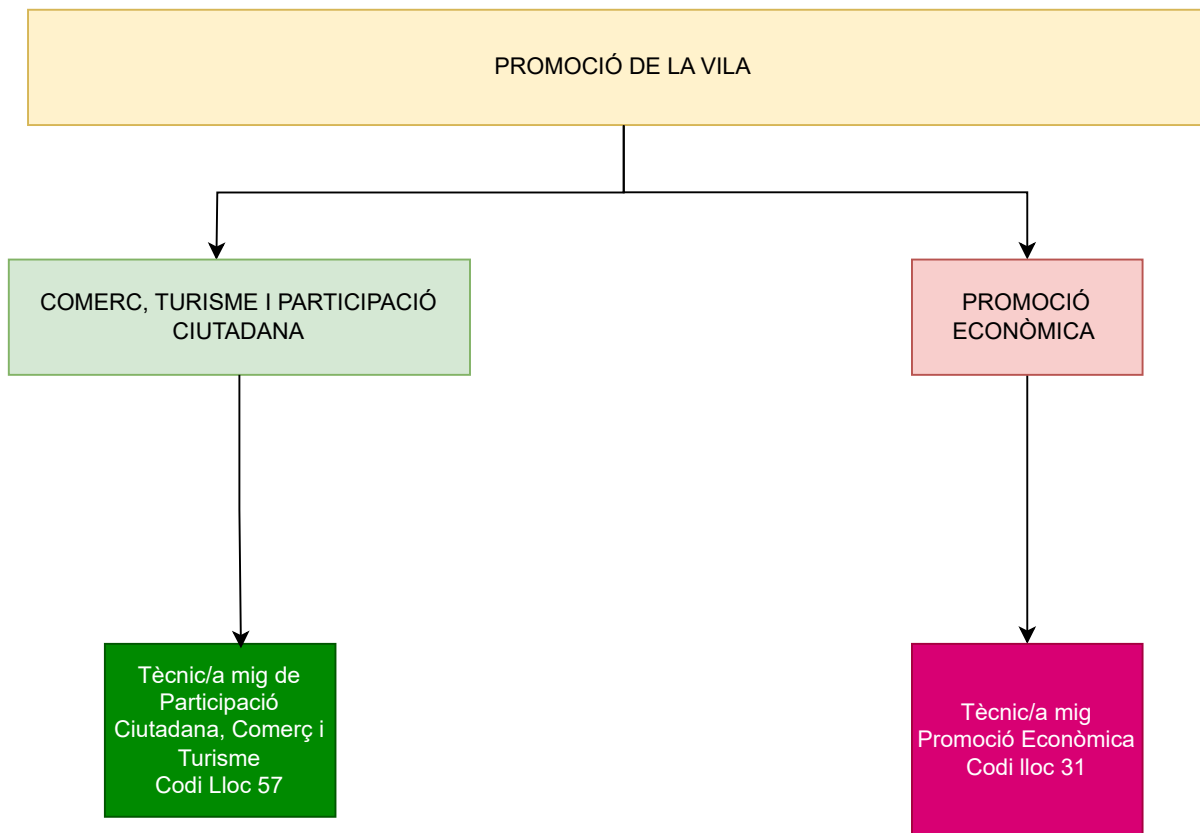 PROMOCIÓ DE LA VILA
COMERC, TURISME I PARTICIPACIÓ
CIUTADANA
PROMOCIÓ
ECONÒMICA
Tècnic/a mig de
Participació
Ciutadana, Comerç i
Turisme
Codi Lloc 57
Tècnic/a mig
Promoció Econòmica
Codi lloc 31